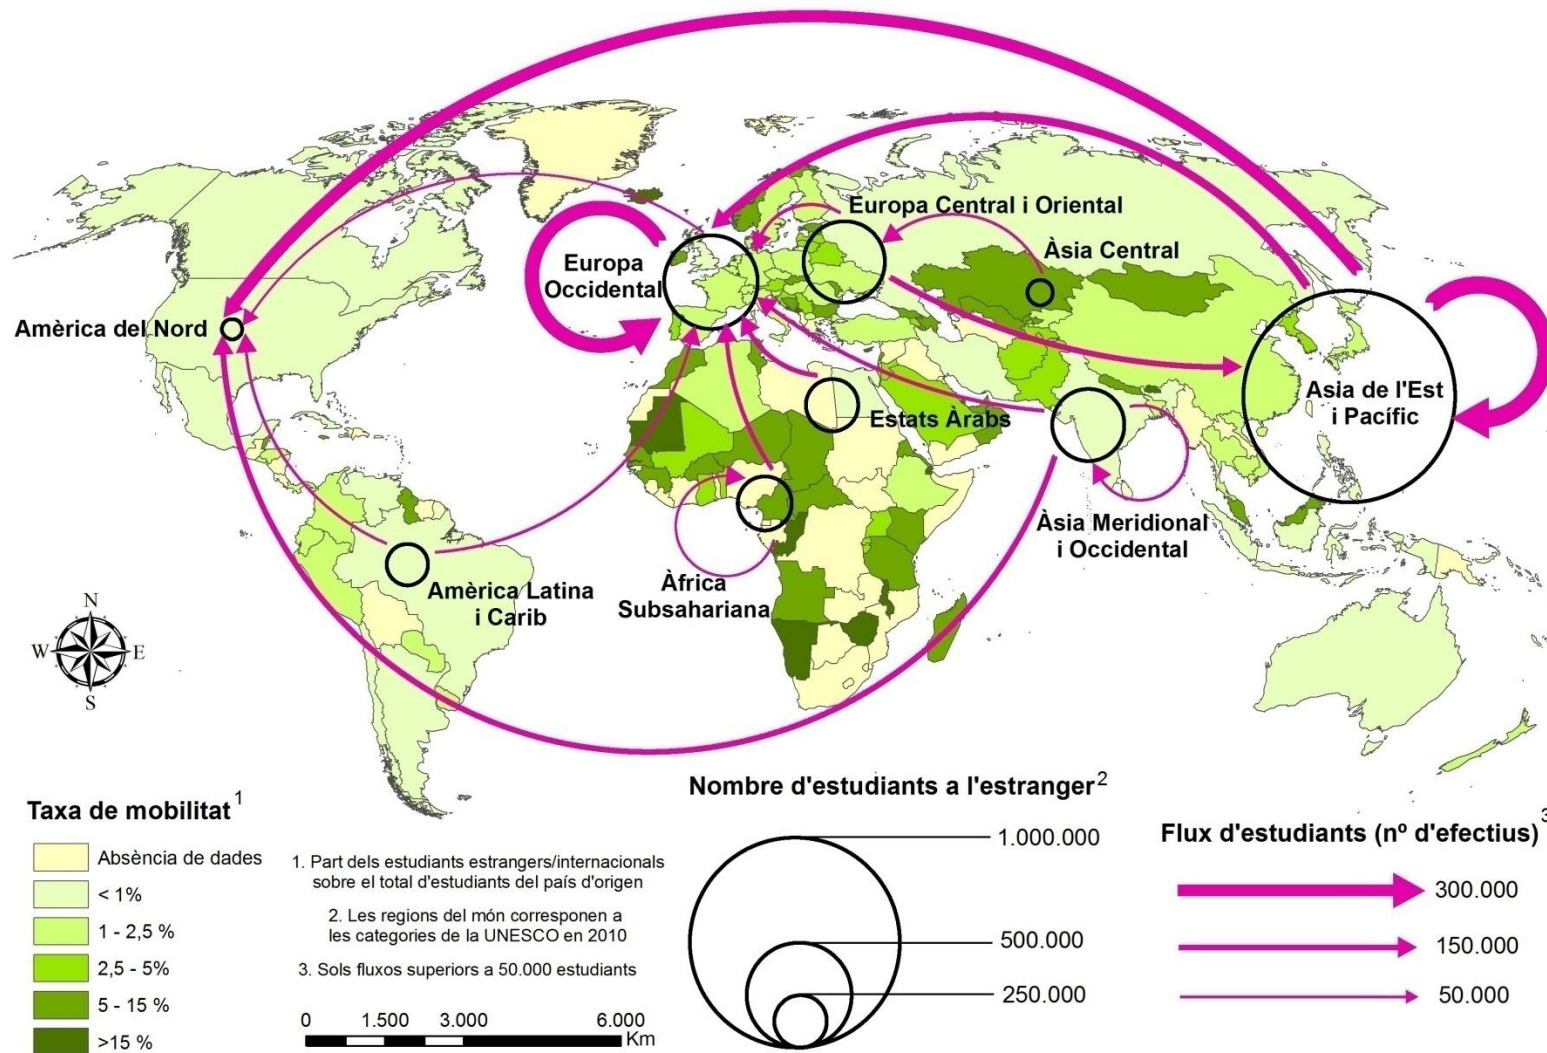 Europa Central i Oriental
Àsia Central
Europa
Occidental
Amèrica del Nord
Asia de l'Est
i Pacífic
Estats Àrabs
Àsia Meridional
i Occidental
Àfrica
Subsahariana
Amèrica Llatina
i Carib
N
W
E
S
Taxa de mobilitat 1
Absència de dades
< 1%
1 - 2,5 %
2,5 - 5%
5 - 15 %
>15 %
1. Part dels estudiants estrangers/internacionals
sobre el total d'estudiants del país d'origen
2. Les regions del món corresponen a
les categories de la UNESCO en 2010
3. Sols fluxos superiors a 50.000 estudiants
0 1.500 3.000 6.000
Km
Nombre d'estudiants a l'estranger 2
1.000.000
500.000
250.000
Flux d'estudiants (nº d'efectius) 3
300.000
150.000
50.000